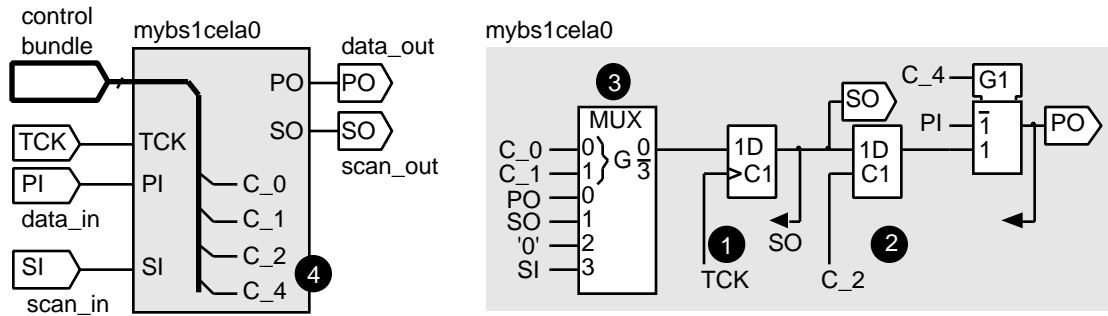 control
bundle
mybs1cela0
data_out
PO
PO
TCK
TCK
SO
SO
PI
PI
scan_out
data_in
C_0
C_1
SI
SI
C_2
4
scan_in
C_4
mybs1cela0
3
C_4
G1
SO
MUX
PI
1
PO
C_0
0
G
0
3
1D
1D
1
C_1
1
C1
C1
PO
0
SO
1
1
SO
2
'0'
2
SI
3
TCK
C_2